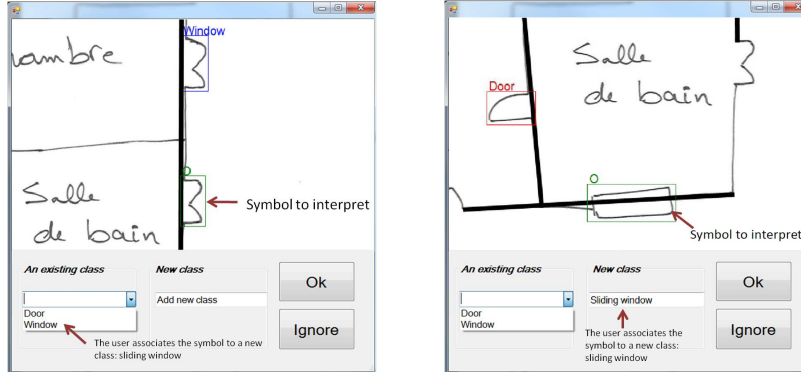 Window
Chambre
Salle
de bain
O
Symbol to interpret
An existing class
New class
Add new class
Door
Window
Ok
Ignore
The user associates the symbol to a new
class: sliding window
Salle
de bain
Door
O
Symbol to interpret
An existing class
New class
Sliding window
Door
Window
Ok
Ignore
The user associates the
symbol to a new class:
sliding window